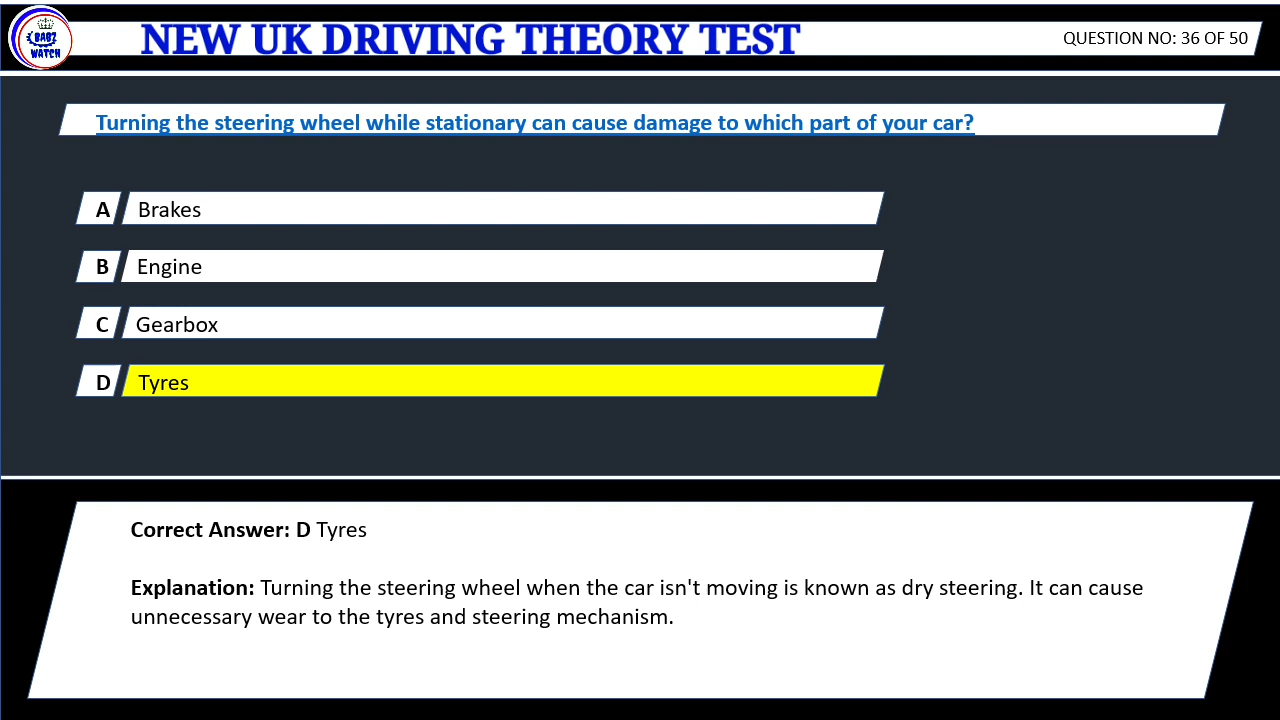 BABZ
WATCH
NEW UK DRIVING THEORY TEST
QUESTION NO: 36 OF 50
Turning the steering wheel while stationary can cause damage to which part of your car?
A Brakes
B Engine
C Gearbox
D Tyres
Correct Answer: D Tyres
Explanation: Turning the steering wheel when the car isn't moving is known as dry steering. It can cause
unnecessary wear to the tyres and steering mechanism.